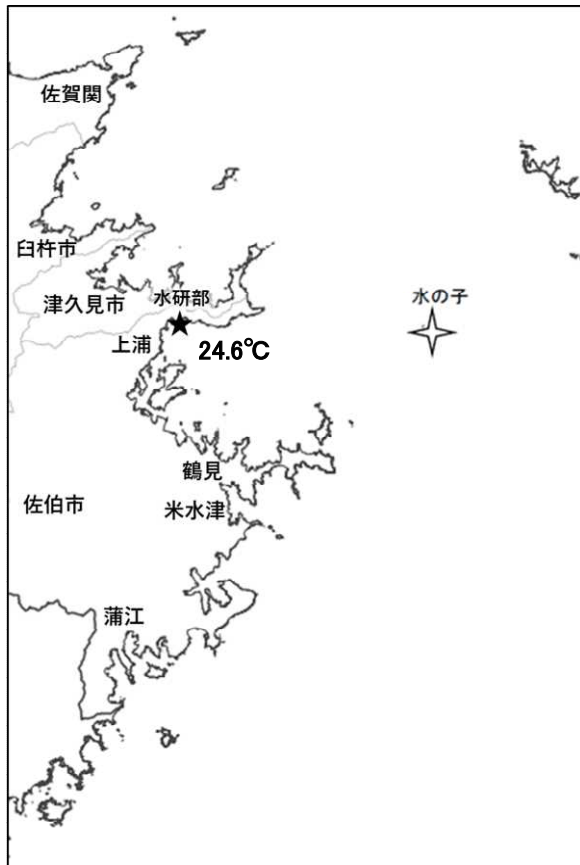 佐賀関
臼杵市
津久見市
水研部
水の子
上浦
24.6℃
鶴見
佐伯市
米水津
蒲江